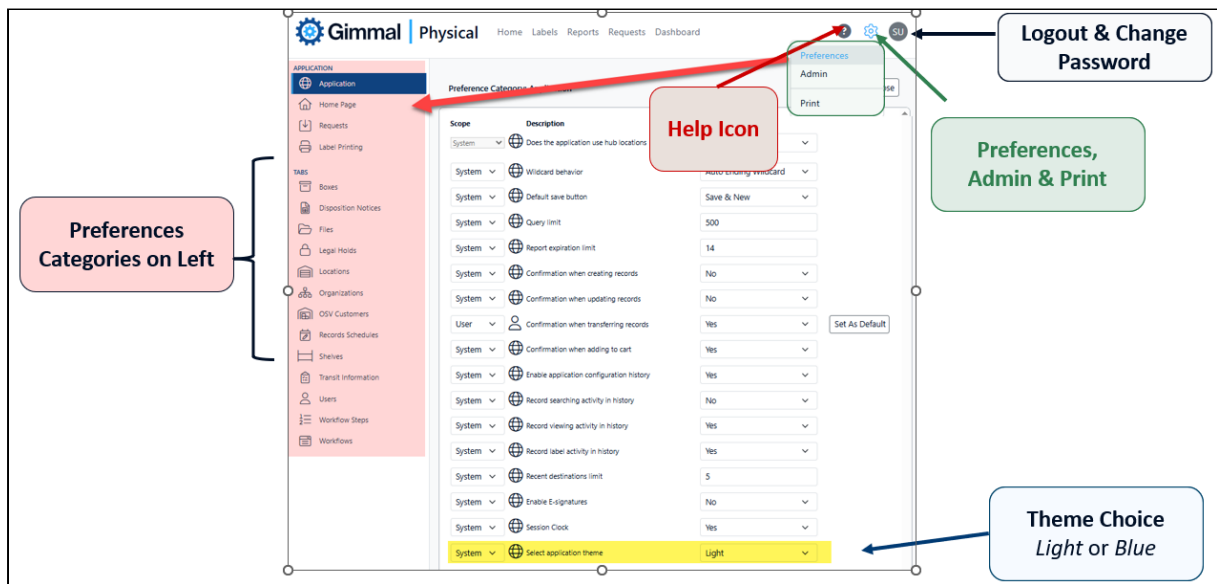 Gimmal | Physical
Home Labels Reports Requests Dashboard
?
SU
Logout & Change
Password
Preferences
Admin
Print
Preferences,
Admin & Print
Help Icon
Preferences
Categories on Left
APPLICATION
Application
Home Page
Requests
Label Printing
TABS
Boxes
Disposition Notices
Files
Legal Holds
Locations
Organizations
OSV Customers
Records Schedules
Shelves
Transit Information
Users
Workflow Steps
Workflows
Preference Category: Application
Scope Description
System Does the application use hub locations
System Wildcard behavior Auto Ending Wildcard
System Default save button Save & New
System Query limit 500
System Report expiration limit 14
System Confirmation when creating records No
System Confirmation when updating records No
User Confirmation when transferring records Yes Set As Default
System Confirmation when adding to cart Yes
System Enable application configuration history Yes
System Record searching activity in history No
System Record viewing activity in history Yes
System Record label activity in history Yes
System Recent destinations limit 5
System Enable E-signatures No
System Session Clock Yes
System Select application theme Light
Theme Choice
Light or Blue